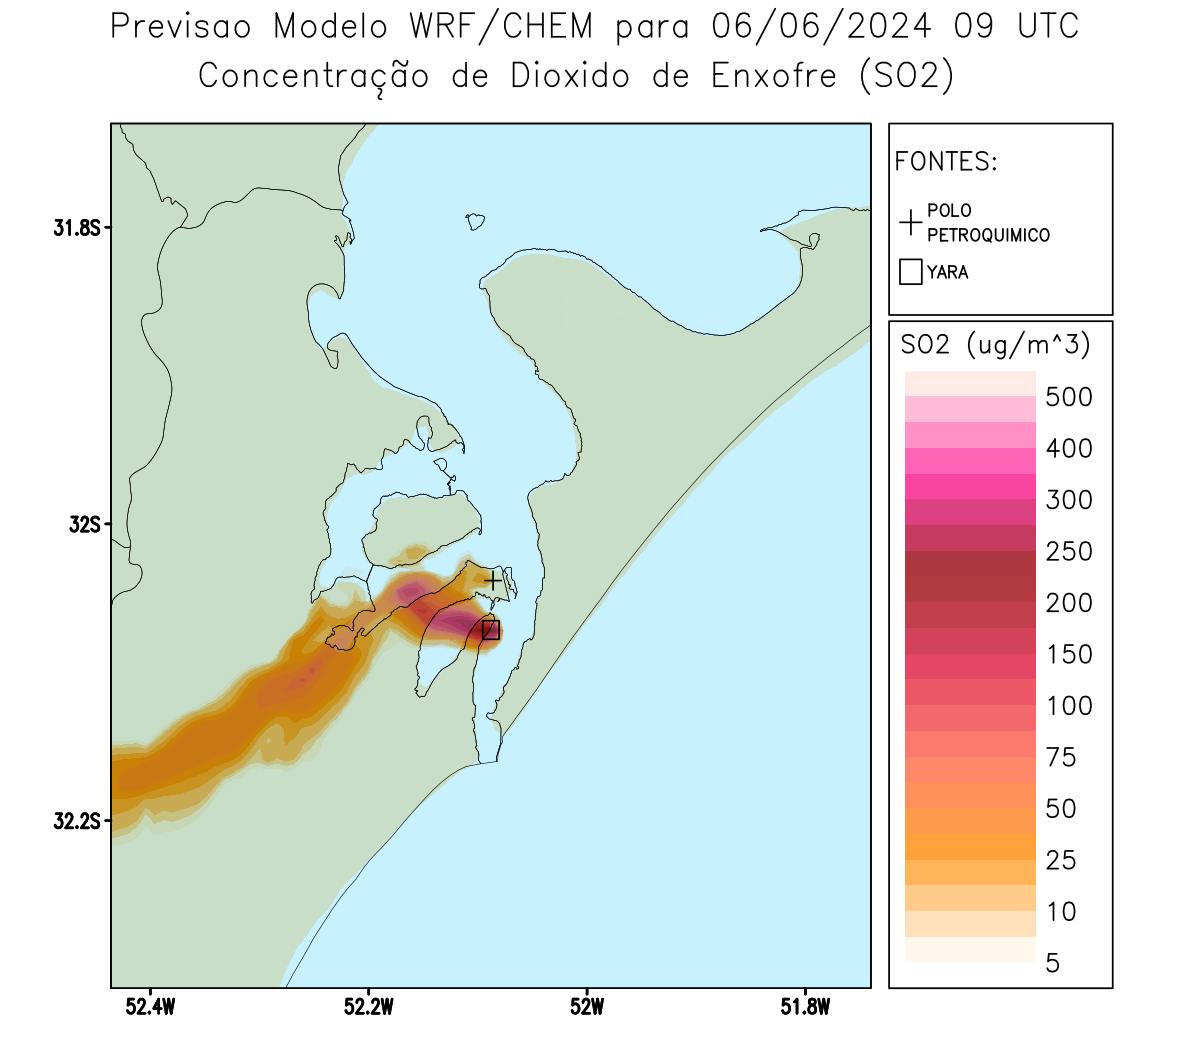 Previsao Modelo WRF/CHEM para 06/06/2024 09 UTC
Concentração de Dioxido de Enxofre (SO2)
FONTES:
POLO
PETROQUIMICO
YARA
31.8S
32S
32.2S
52.4W
52.2W
52W
51.8W
SO2 (ug/m^3)
500
400
300
250
200
150
100
75
50
25
10
5